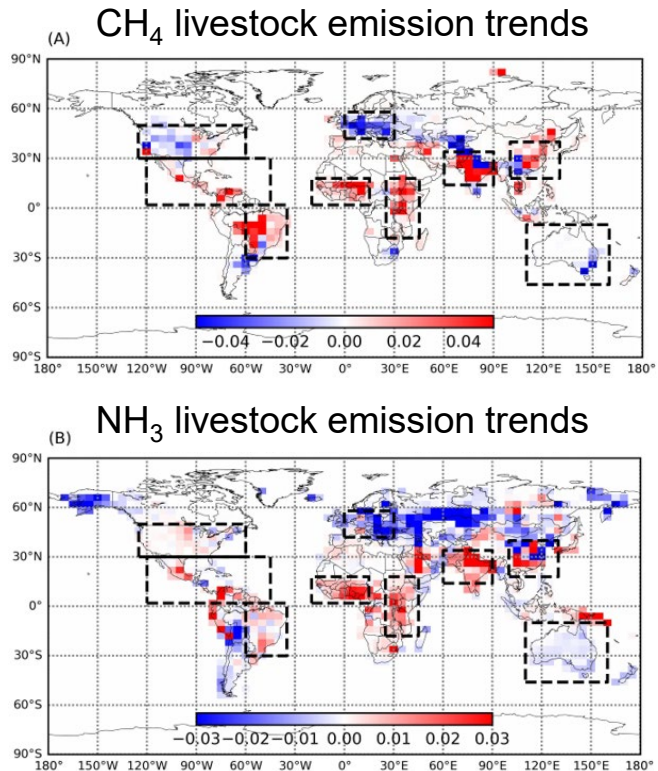 CH₄ livestock emission trends
(A)
90°N
60°N
30°N
0°
30°S
60°S
90°S
−0.04 −0.02 0.00 0.02 0.04
180° 150°W 120°W 90°W 60°W 30°W 0° 30°E 60°E 90°E 120°E 150°E 180°
NH₃ livestock emission trends
(B)
90°N
60°N
30°N
0°
30°S
60°S
90°S
−0.03 −0.02 −0.01 0.00 0.01 0.02 0.03
180° 150°W 120°W 90°W 60°W 30°W 0° 30°E 60°E 90°E 120°E 150°E 180°